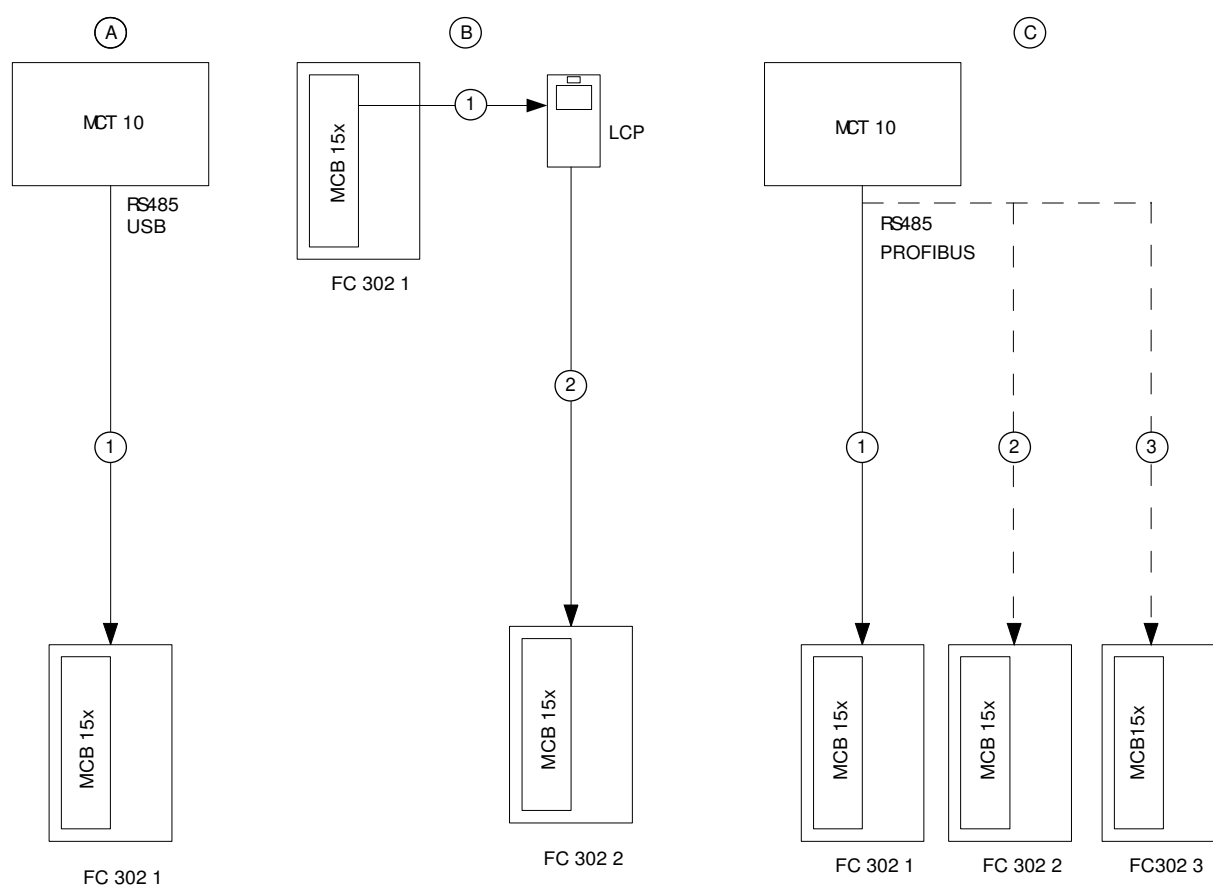 A
MCT 10
RS485
USB
1
MCB 15x
FC 302 1
B
MCB 15x
1
LCP
FC 302 1
2
MCB 15x
FC 302 2
C
MCT 10
RS485
PROFIBUS
1
2
3
MCB 15x
MCB 15x
MCB15x
FC 302 1
FC 302 2
FC302 3